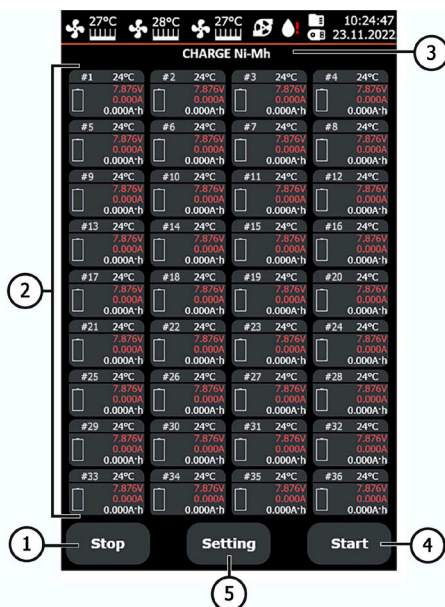 27°C 28°C 27°C 10:24:47
23.11.2022
CHARGE Ni-Mh
3
#1 24°C #2 24°C #3 24°C #4 24°C
7.876V 7.876V 7.876V 7.876V
0.000A 0.000A 0.000A 0.000A
0.000A·h 0.000A·h 0.000A·h 0.000A·h
#5 24°C #6 24°C #7 24°C #8 24°C
7.876V 7.876V 7.876V 7.876V
0.000A 0.000A 0.000A 0.000A
0.000A·h 0.000A·h 0.000A·h 0.000A·h
#9 24°C #10 24°C #11 24°C #12 24°C
7.876V 7.876V 7.876V 7.876V
0.000A 0.000A 0.000A 0.000A
0.000A·h 0.000A·h 0.000A·h 0.000A·h
#13 24°C #14 24°C #15 24°C #16 24°C
7.876V 7.876V 7.876V 7.876V
0.000A 0.000A 0.000A 0.000A
0.000A·h 0.000A·h 0.000A·h 0.000A·h
2
#17 24°C #18 24°C #19 24°C #20 24°C
7.876V 7.876V 7.876V 7.876V
0.000A 0.000A 0.000A 0.000A
0.000A·h 0.000A·h 0.000A·h 0.000A·h
#21 24°C #22 24°C #23 24°C #24 24°C
7.876V 7.876V 7.876V 7.876V
0.000A 0.000A 0.000A 0.000A
0.000A·h 0.000A·h 0.000A·h 0.000A·h
#25 24°C #26 24°C #27 24°C #28 24°C
7.876V 7.876V 7.876V 7.876V
0.000A 0.000A 0.000A 0.000A
0.000A·h 0.000A·h 0.000A·h 0.000A·h
#29 24°C #30 24°C #31 24°C #32 24°C
7.876V 7.876V 7.876V 7.876V
0.000A 0.000A 0.000A 0.000A
0.000A·h 0.000A·h 0.000A·h 0.000A·h
#33 24°C #34 24°C #35 24°C #36 24°C
7.876V 7.876V 7.876V 7.876V
0.000A 0.000A 0.000A 0.000A
0.000A·h 0.000A·h 0.000A·h 0.000A·h
1 Stop Setting Start 4
5